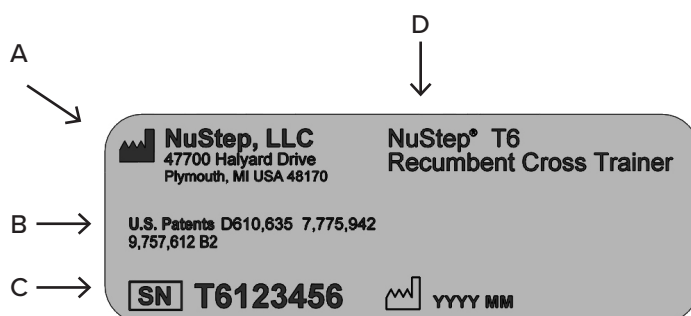 D
A
NuStep, LLC
47700 Halyard Drive
Plymouth, MI USA 48170
NuStep® T6
Recumbent Cross Trainer
B
U.S. Patents D610,635 7,775,942
9,757,612 B2
C
SN T6123456
YYYY MM